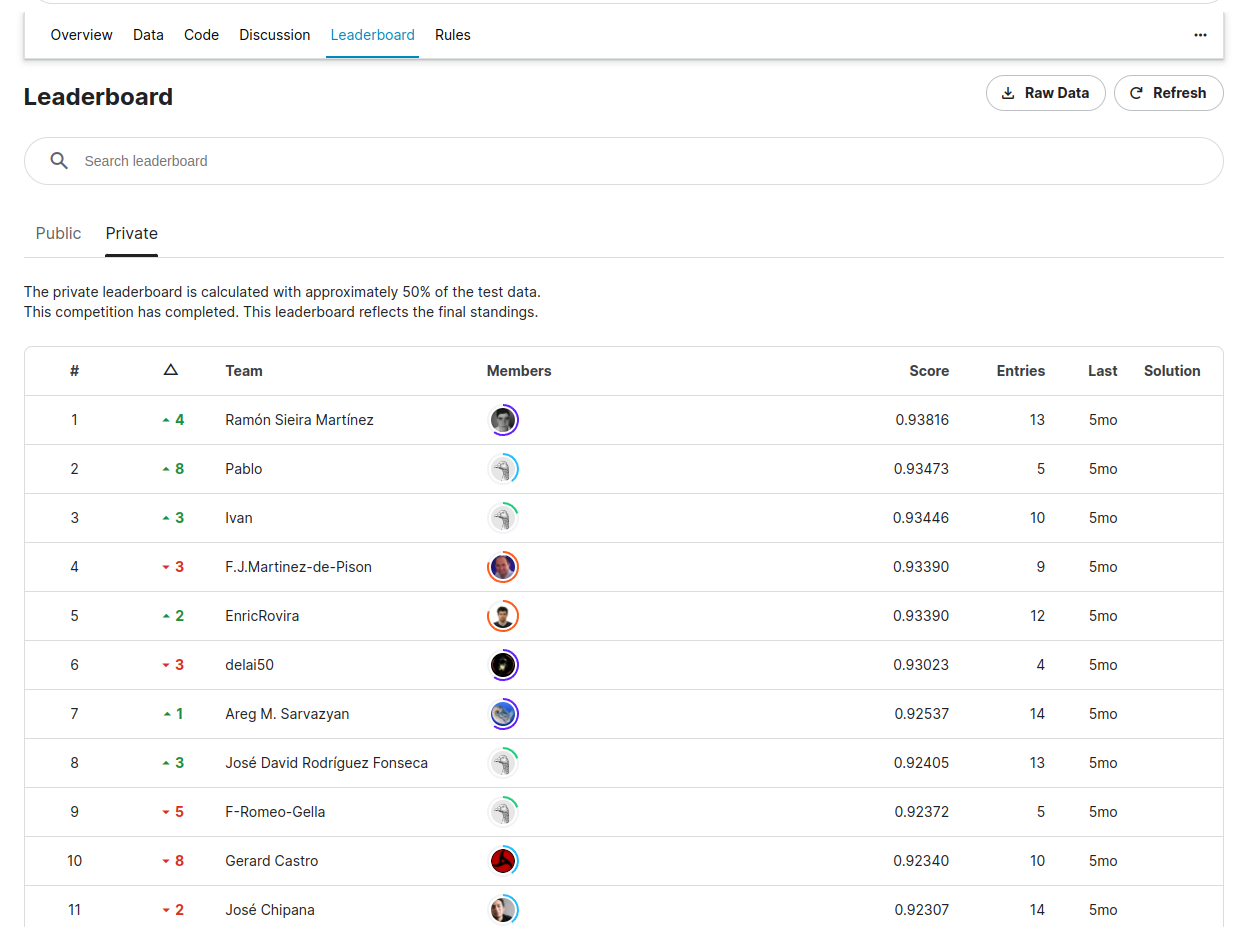 Overview Data Code Discussion Leaderboard Rules
Leaderboard
Raw Data Refresh
Search leaderboard
Public Private
The private leaderboard is calculated with approximately 50% of the test data.
This competition has completed. This leaderboard reflects the final standings.
# △ Team Members Score Entries Last Solution
1 4 Ramón Sieira Martínez 0.93816 13 5mo
2 8 Pablo 0.93473 5 5mo
3 3 Ivan 0.93446 10 5mo
4 3 F.J.Martinez-de-Pison 0.93390 9 5mo
5 2 EnricRovira 0.93390 12 5mo
6 3 delai50 0.93023 4 5mo
7 1 Areg M. Sarvazyan 0.92537 14 5mo
8 3 José David Rodríguez Fonseca 0.92405 13 5mo
9 5 F-Romeo-Gella 0.92372 5 5mo
10 8 Gerard Castro 0.92340 10 5mo
11 2 José Chipana 0.92307 14 5mo